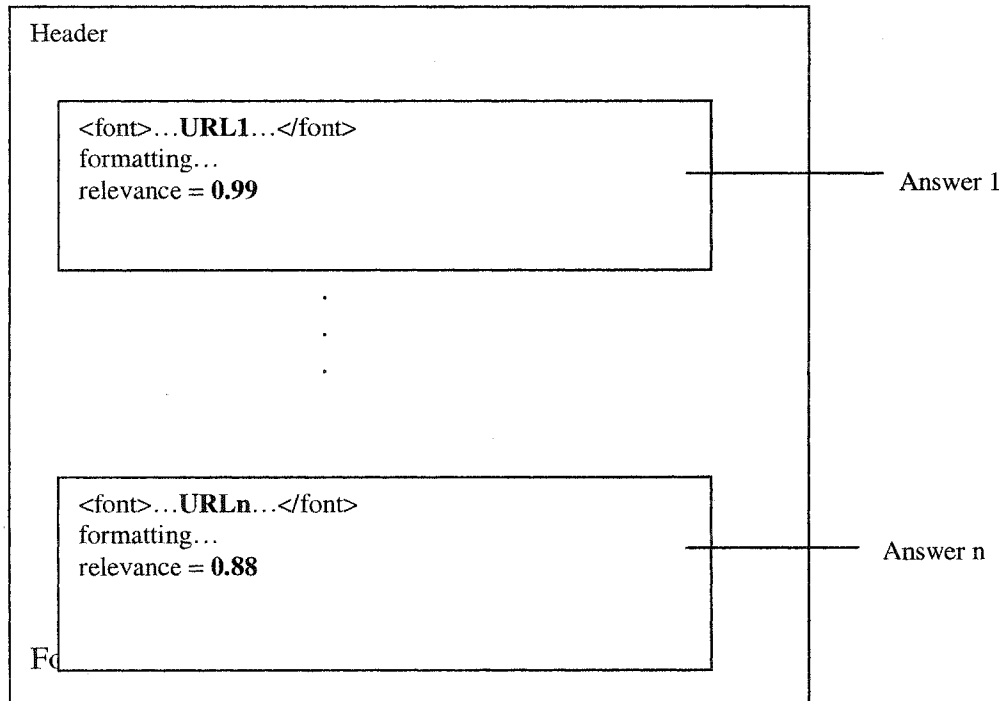 Header
<font>...URL1...</font>
formatting...
relevance = 0.99
Answer 1
.
.
.
<font>...URLn...</font>
formatting...
relevance = 0.88
Answer n